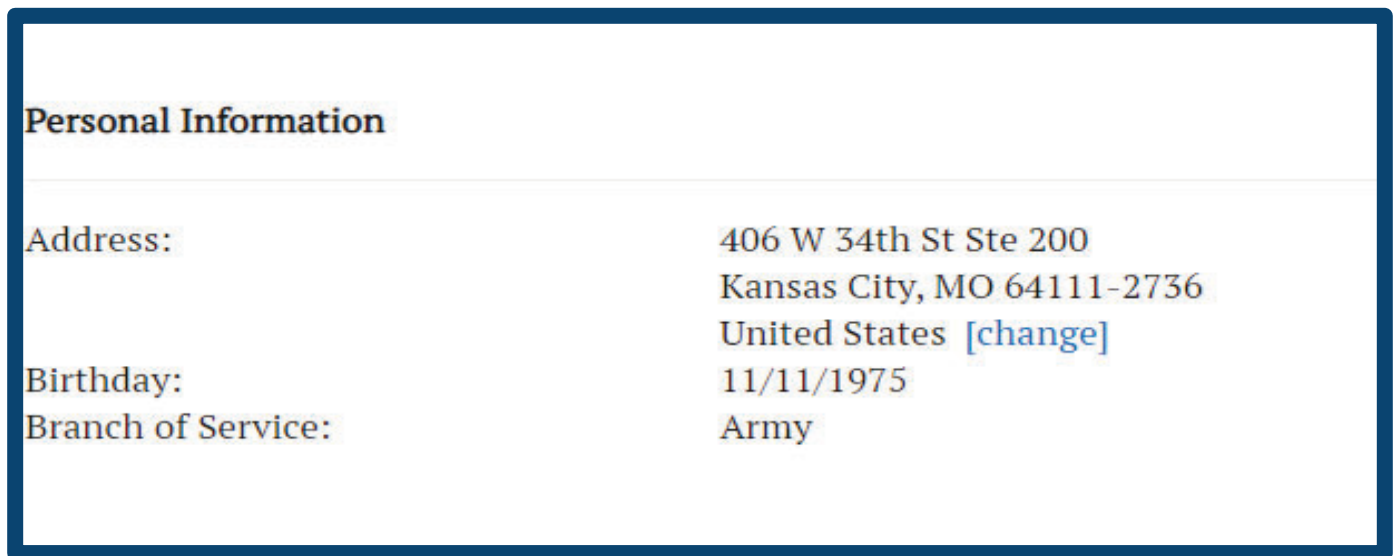 Personal Information
Address: 406 W 34th St Ste 200
Kansas City, MO 64111-2736
United States [change]
Birthday: 11/11/1975
Branch of Service: Army